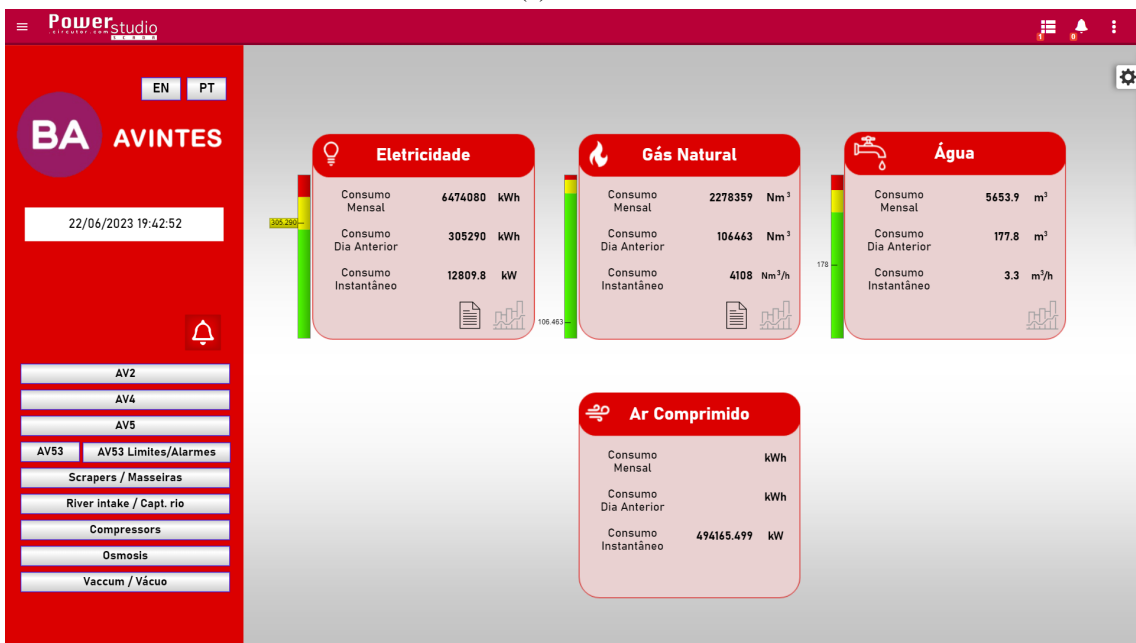 Power studio
.circutor.com SCADA
1
0
EN PT
BA AVINTES
22/06/2023 19:42:52
AV2
AV4
AV5
AV53 AV53 Limites/Alarmes
Scrapers / Masseiras
River intake / Capt. rio
Compressors
Osmosis
Vaccum / Vácuo
Eletricidade
305.290
Consumo
Mensal 6474080 kWh
Consumo
Dia Anterior 305290 kWh
Consumo
Instantâneo 12809.8 kW
Gás Natural
106.463
Consumo
Mensal 2278359 Nm³
Consumo
Dia Anterior 106463 Nm³
Consumo
Instantâneo 4108 Nm³/h
Água
178
Consumo
Mensal 5653.9 m³
Consumo
Dia Anterior 177.8 m³
Consumo
Instantâneo 3.3 m³/h
Ar Comprimido
Consumo
Mensal kWh
Consumo
Dia Anterior kWh
Consumo
Instantâneo 494165.499 kW